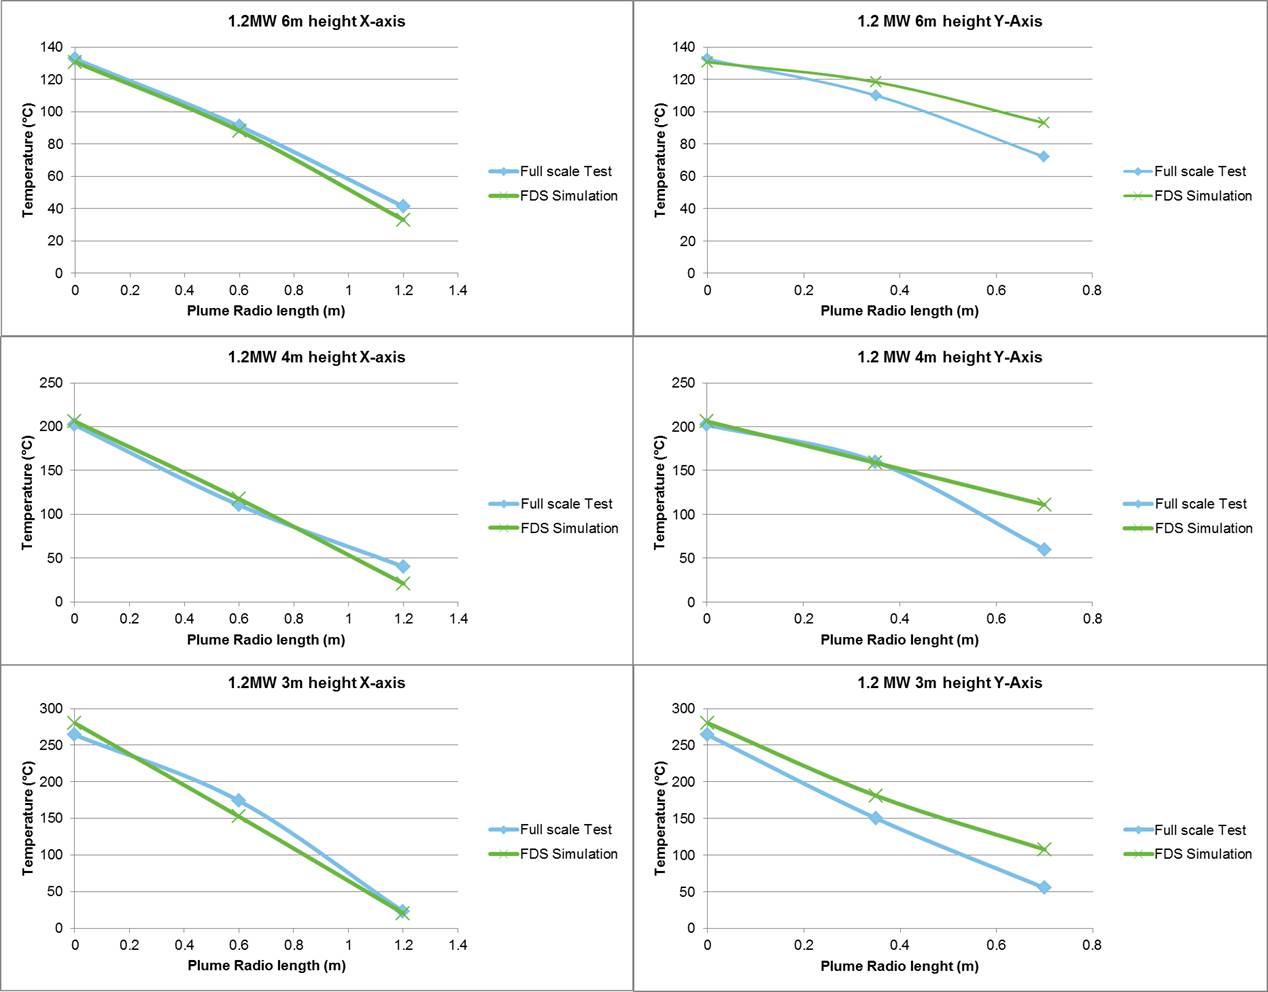 1.2MW 6m height X-axis
140
120
100
80
60
40
20
0
Temperature (°C)
0 0.2 0.4 0.6 0.8 1 1.2 1.4
Plume Radio length (m)
Full scale Test
FDS Simulation
1.2 MW 6m height Y-Axis
140
120
100
80
60
40
20
0
Temperature (°C)
0 0.2 0.4 0.6 0.8
Plume Radio length (m)
Full scale Test
FDS Simulation
1.2MW 4m height X-axis
250
200
150
100
50
0
Temperature (°C)
0 0.2 0.4 0.6 0.8 1 1.2 1.4
Plume Radio length (m)
Full scale Test
FDS Simulation
1.2 MW 4m height Y-Axis
250
200
150
100
50
0
Temperature (°C)
0 0.2 0.4 0.6 0.8
Plume Radio lenght (m)
Full scale Test
FDS Simulation
1.2MW 3m height X-axis
300
250
200
150
100
50
0
Temperature (°C)
0 0.2 0.4 0.6 0.8 1 1.2 1.4
Plume Radio length (m)
Full scale Test
FDS Simulation
1.2 MW 3m height Y-Axis
300
250
200
150
100
50
0
Temperature (°C)
0 0.2 0.4 0.6 0.8
Plume Radio lenght (m)
Full scale Test
FDS Simulation